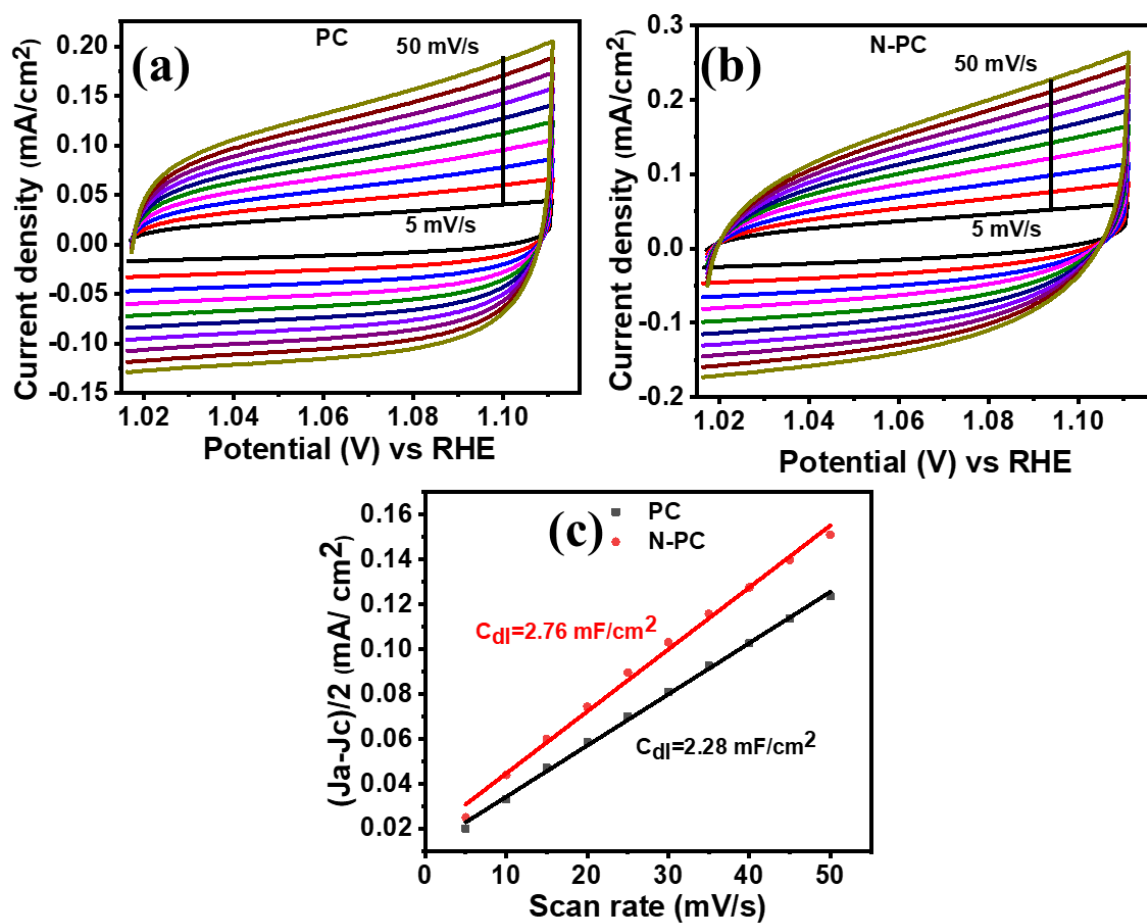 (a)
PC
50 mV/s
5 mV/s
Current density (mA/cm2)
0.20
0.15
0.10
0.05
0.00
-0.05
-0.10
-0.15
1.02 1.04 1.06 1.08 1.10
Potential (V) vs RHE
(b)
N-PC
50 mV/s
5 mV/s
Current density (mA/cm2)
0.3
0.2
0.1
0.0
-0.1
-0.2
1.02 1.04 1.06 1.08 1.10
Potential (V) vs RHE
(c)
PC
N-PC
Cdl=2.76 mF/cm2
Cdl=2.28 mF/cm2
(Ja-Jc)/2 (mA/ cm2)
0.16
0.14
0.12
0.10
0.08
0.06
0.04
0.02
0 10 20 30 40 50
Scan rate (mV/s)